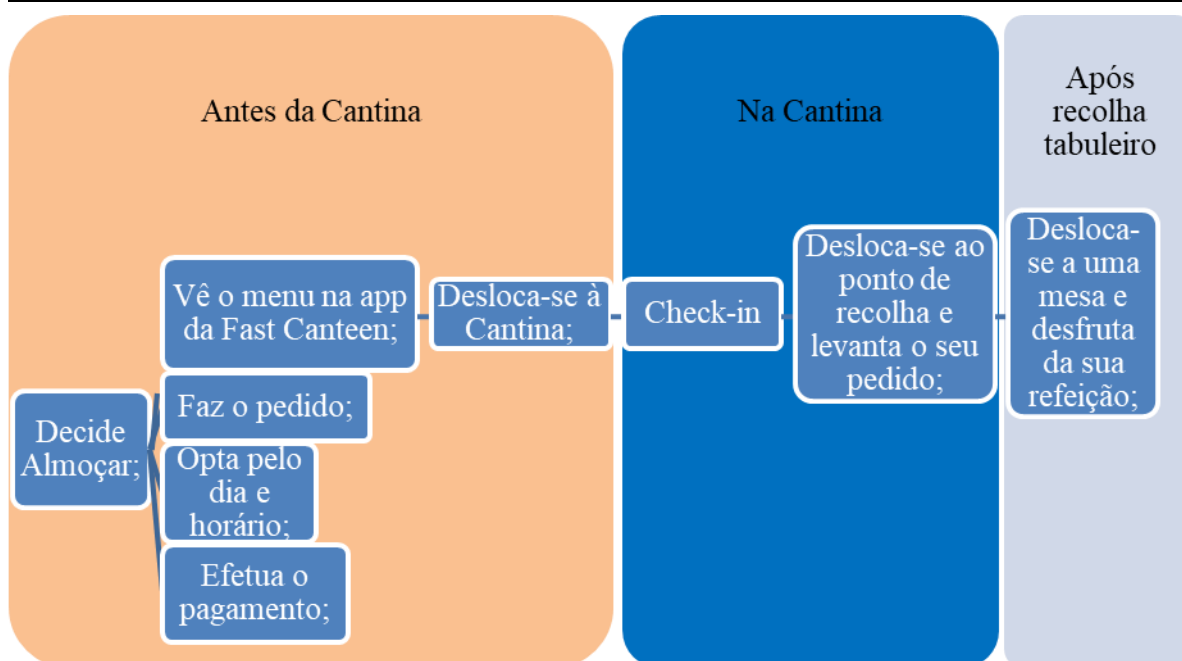 Antes da Cantina
Na Cantina
Após
recolha
tabuleiro
Decide
Almoçar;
Vê o menu na app
da Fast Canteen;
Faz o pedido;
Opta pelo
dia e
horário;
Efetua o
pagamento;
Desloca-se à
Cantina;
Check-in
Desloca-se ao
ponto de
recolha e
levanta o seu
pedido;
Desloca-
se a uma
mesa e
desfruta
da sua
refeição;